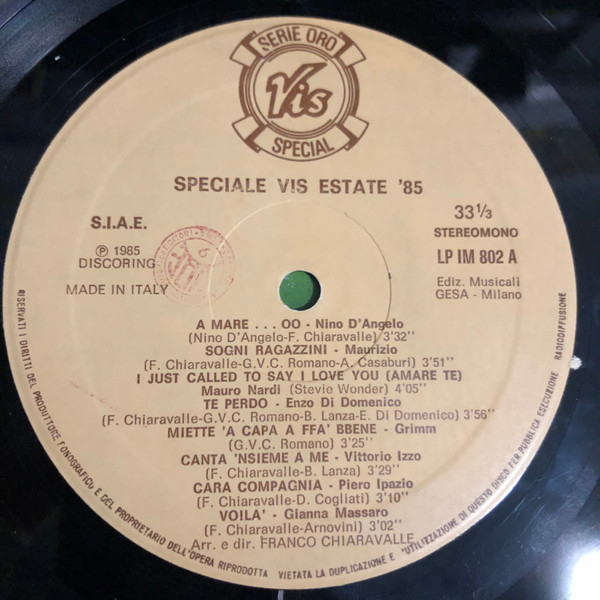 SERIE ORO
Vis
SPECIAL
SPECIALE VIS ESTATE '85
S.I.A.E.
33 1/3
STEREOMONO
℗ 1985
DISCORING
LP IM 802 A
MADE IN ITALY
Ediz. Musicali
GESA - Milano
A MARE . . . OO - Nino D'Angelo
(Nino D'Angelo-F. Chiaravalle) 3'32''
SOGNI RAGAZZINI - Maurizio
(F. Chiaravalle-G.V.C. Romano-A. Casaburi) 3'51''
I JUST CALLED TO SAY I LOVE YOU (AMARE TE)
Mauro Nardi (Stevie Wonder) 4'05''
TE PERDO - Enzo Di Domenico
(F. Chiaravalle-G.V.C. Romano-B. Lanza-E. Di Domenico) 3'56''
MIETTE 'A CAPA A FFA' BBENE - Grimm
(G.V.C. Romano) 3'25''
CANTA 'NSIEME A ME - Vittorio Izzo
(F. Chiaravalle-B. Lanza) 3'29''
CARA COMPAGNIA - Piero Ipazio
(F. Chiaravalle-D. Cogliati) 3'10''
VOILA' - Gianna Massaro
(F. Chiaravalle-Arnovini) 3'02''
Arr. e dir. FRANCO CHIARAVALLE
RISERVATI I DIRITTI DEL PRODUTTORE FONOGRAFICO E DEL PROPRIETARIO DELL'OPERA RIPRODOTTA VIETATA LA DUPLICAZIONE E L'UTILIZZAZIONE DI QUESTO DISCO PER PUBBLICA ESECUZIONE RADIODIFFUSIONE